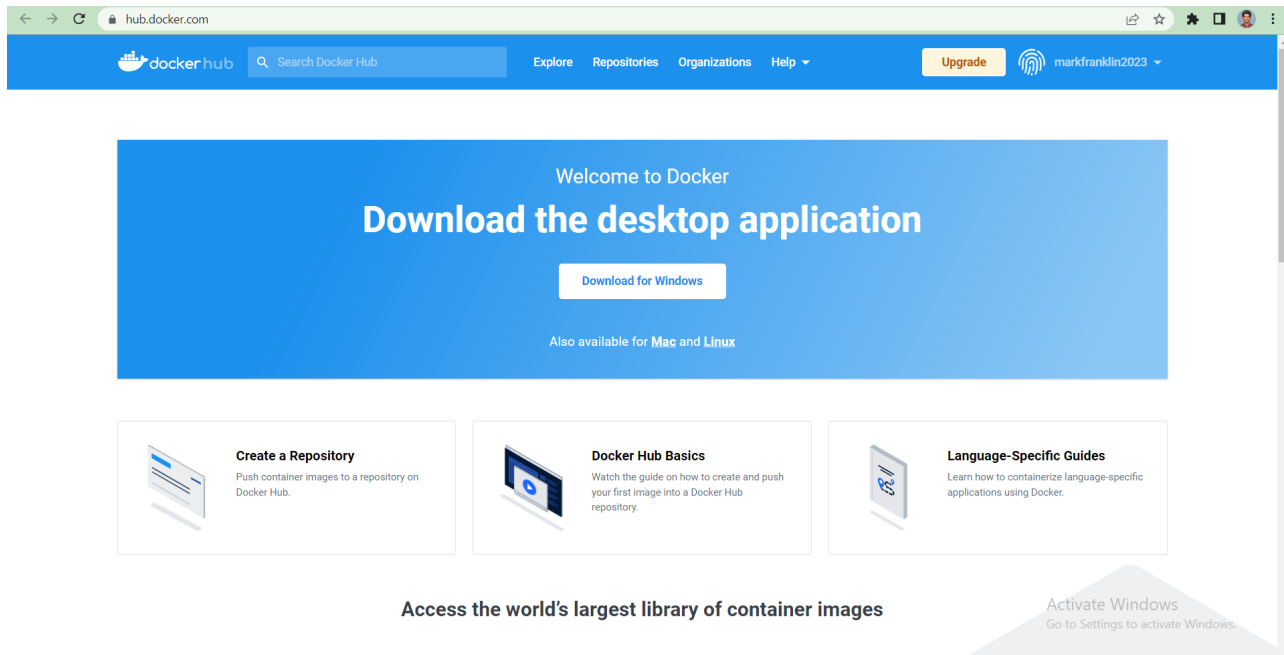 hub.docker.com
dockerhub
Search Docker Hub
Explore Repositories Organizations Help
Upgrade
markfranklin2023
Welcome to Docker
Download the desktop application
Download for Windows
Also available for Mac and Linux
Create a Repository
Push container images to a repository on
Docker Hub.
Docker Hub Basics
Watch the guide on how to create and push
your first image into a Docker Hub
repository.
Language-Specific Guides
Learn how to containerize language-specific
applications using Docker.
Access the world's largest library of container images
Activate Windows
Go to Settings to activate Windows.